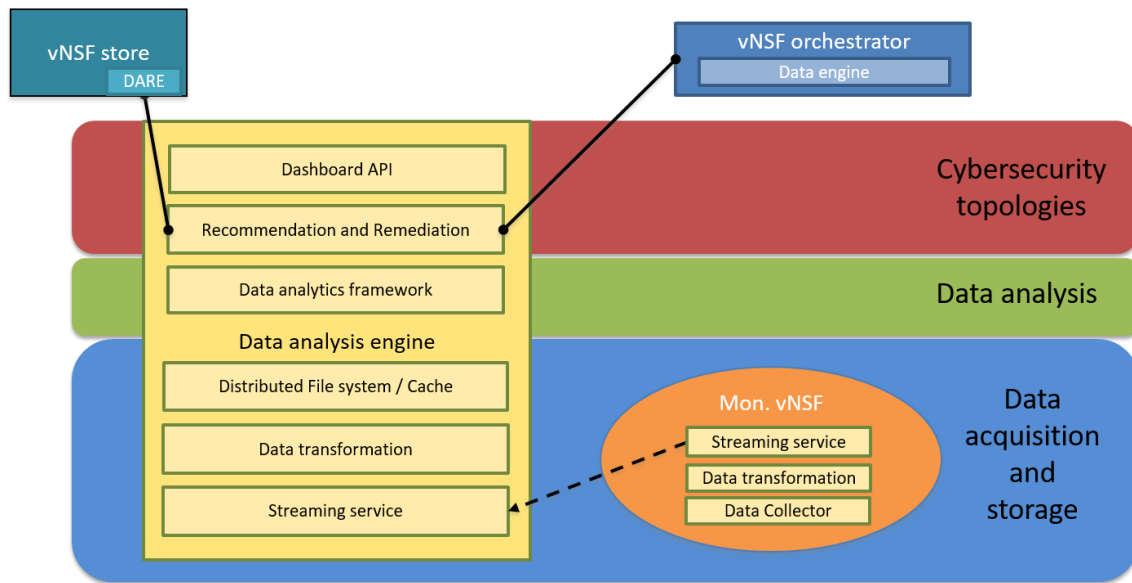 vNSF store
DARE
vNSF orchestrator
Data engine
Dashboard API
Recommendation and Remediation
Data analytics framework
Data analysis engine
Distributed File system / Cache
Data transformation
Streaming service
Mon. vNSF
Streaming service
Data transformation
Data Collector
Cybersecurity
topologies
Data analysis
Data
acquisition
and
storage